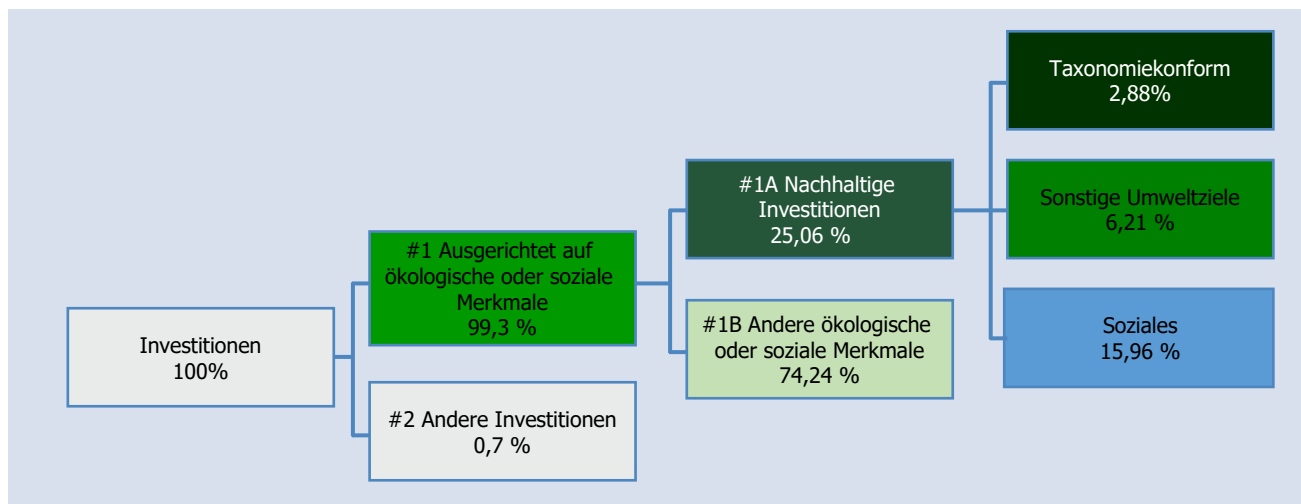 Investitionen
100%
#1 Ausgerichtet auf
ökologische oder soziale
Merkmale
99,3 %
#2 Andere Investitionen
0,7 %
#1A Nachhaltige
Investitionen
25,06 %
#1B Andere ökologische
oder soziale Merkmale
74,24 %
Taxonomiekonform
2,88%
Sonstige Umweltziele
6,21 %
Soziales
15,96 %